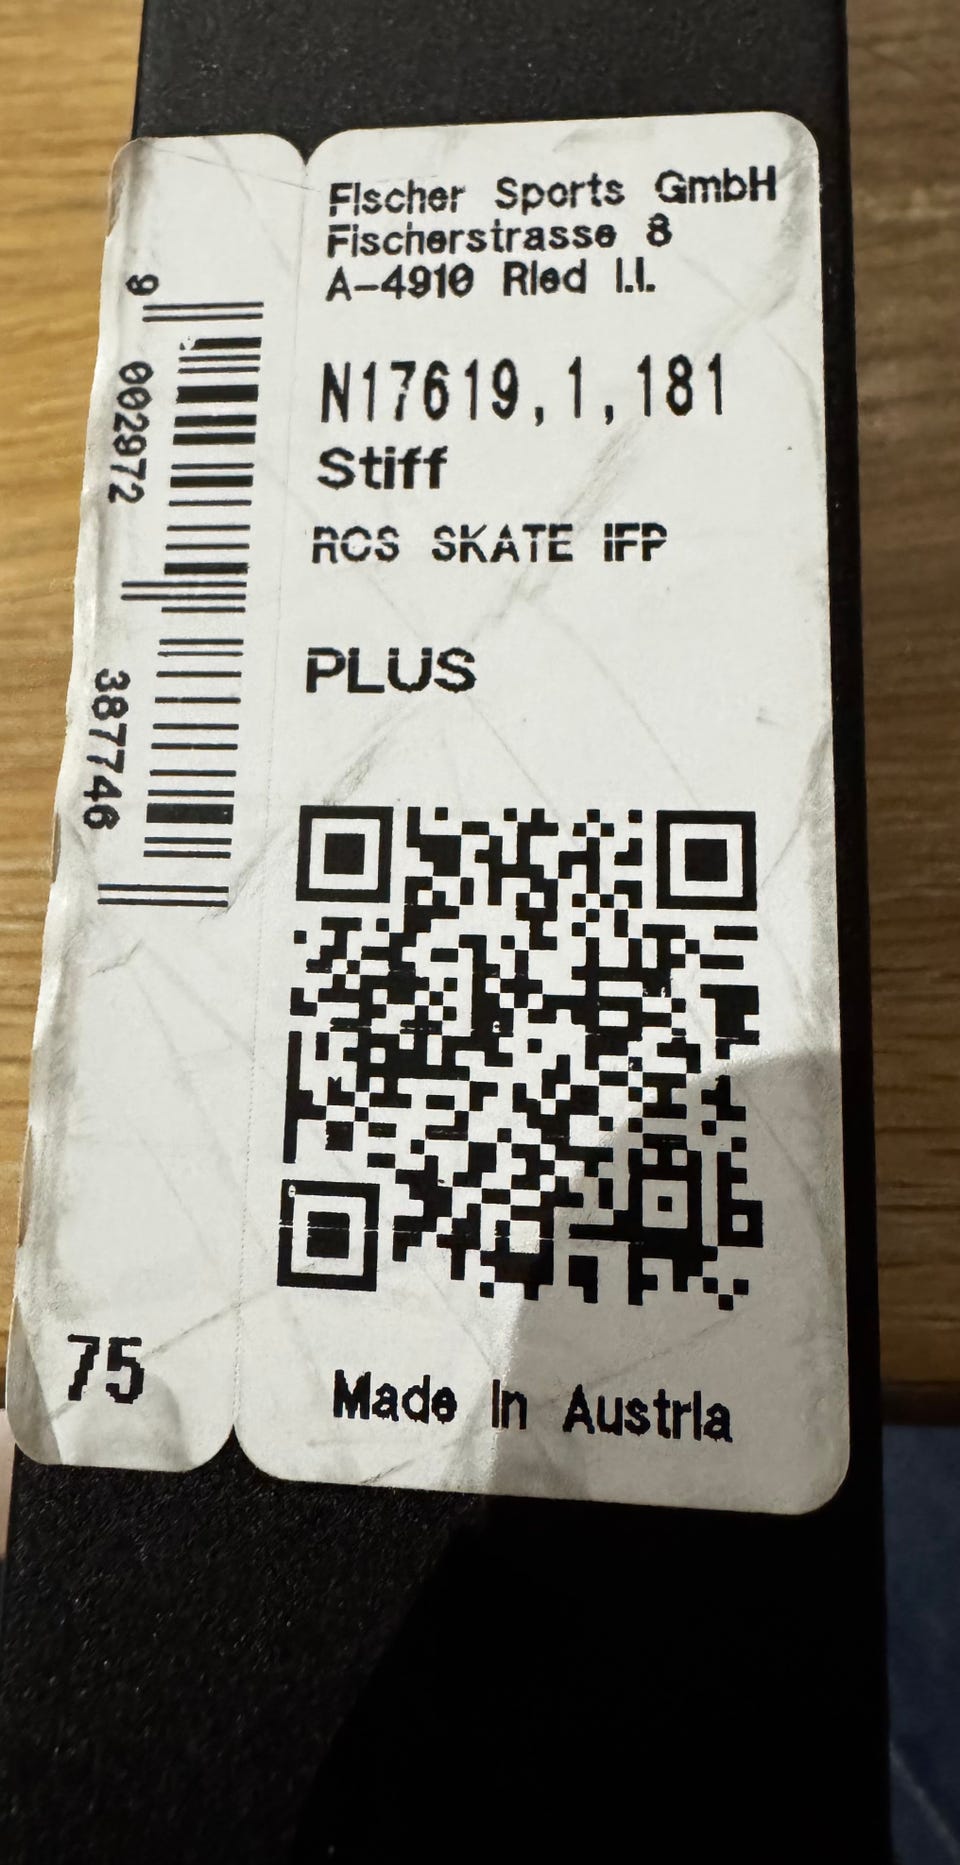 Fischer Sports GmbH
Fischerstrasse 8
A-4910 Ried I.I.
N17619,1,181
Stiff
RCS SKATE IFP
PLUS
Made In Austria
9 002972 387746
75